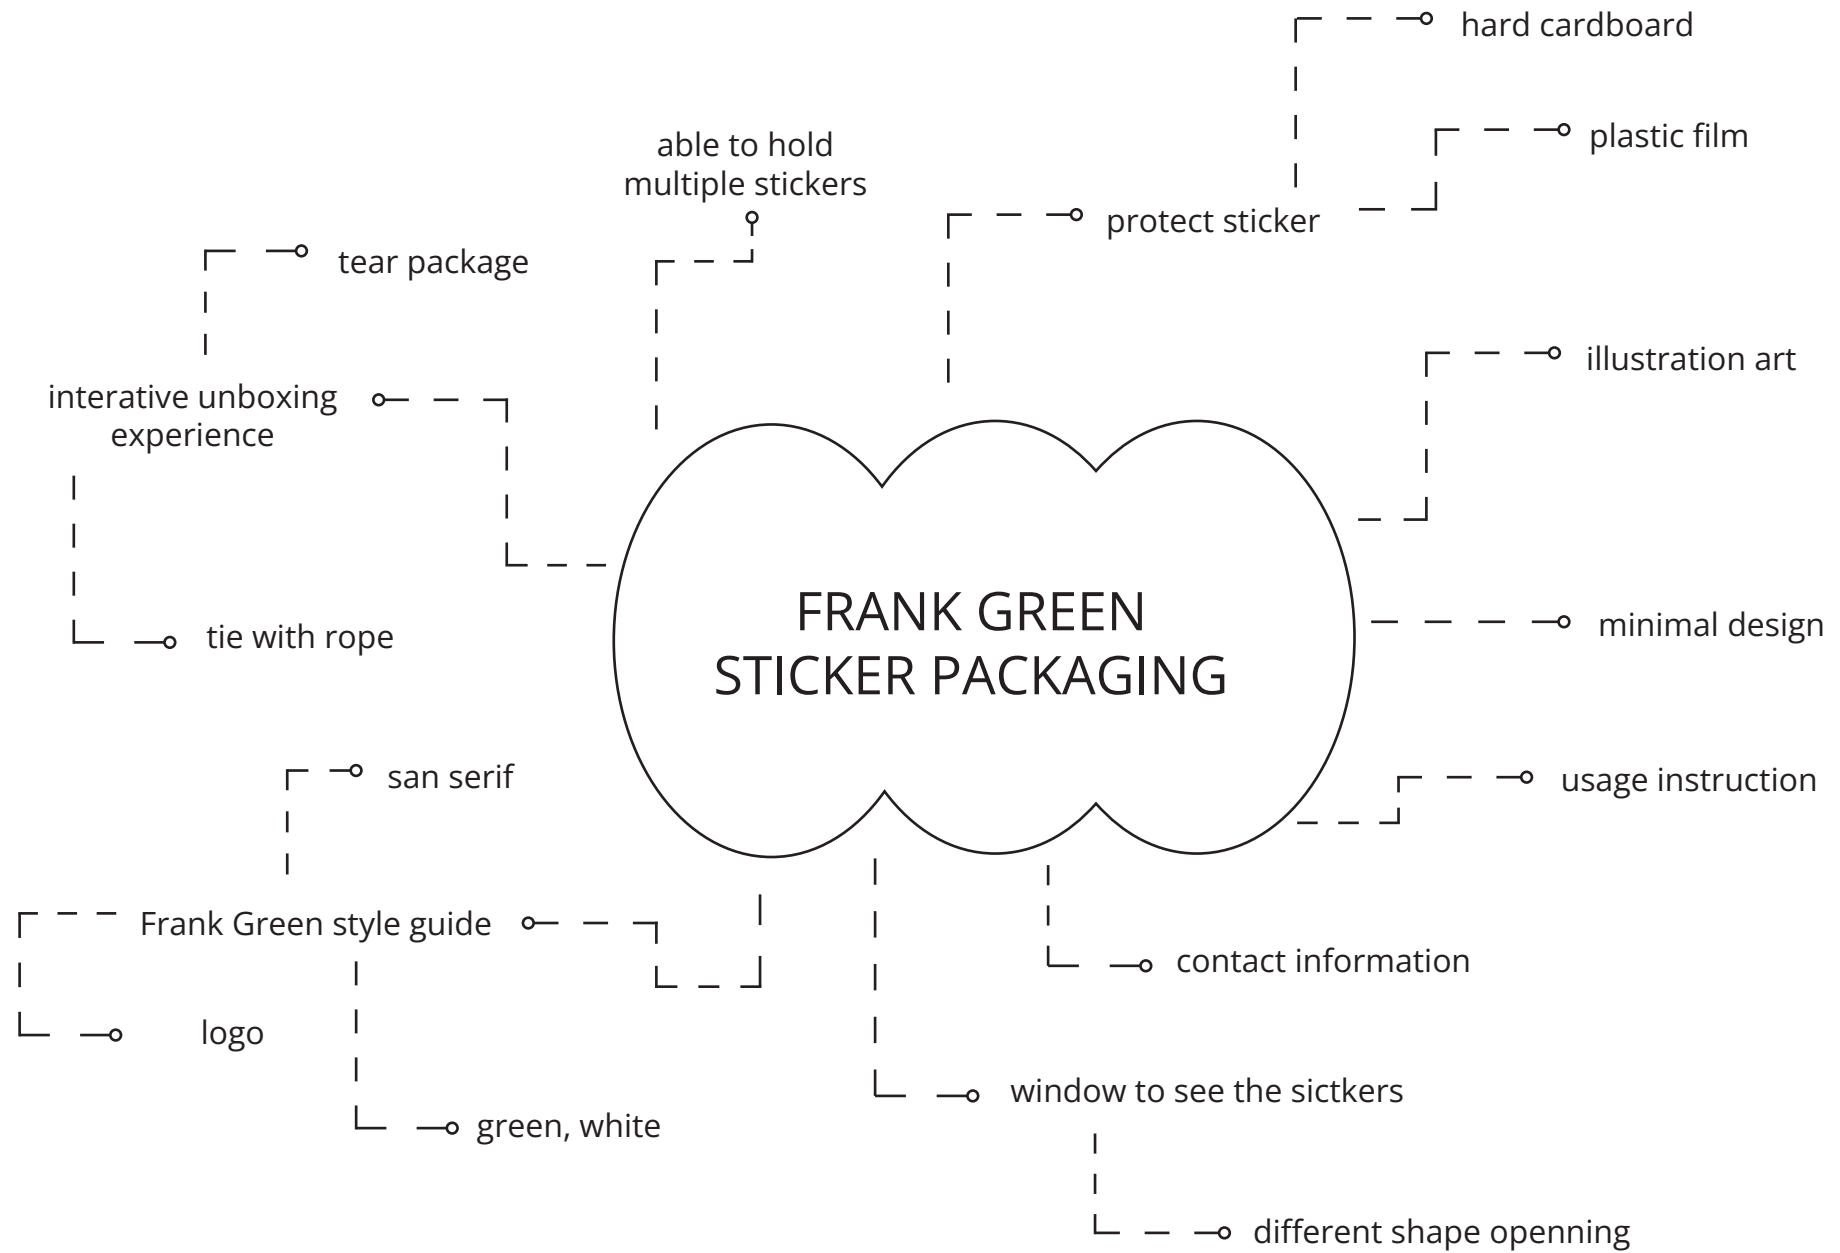 hard cardboard
plastic film
able to hold
multiple stickers
protect sticker
tear package
illustration art
interative unboxing
experience
FRANK GREEN
STICKER PACKAGING
minimal design
tie with rope
san serif
usage instruction
Frank Green style guide
contact information
logo
window to see the sictkers
green, white
different shape openning